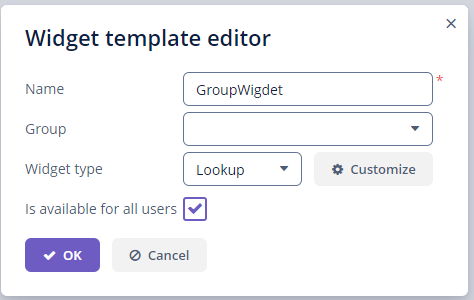 Widget template editor
Name
GroupWigdet
*
Group
Widget type
Lookup
Customize
Is available for all users
OK
Cancel